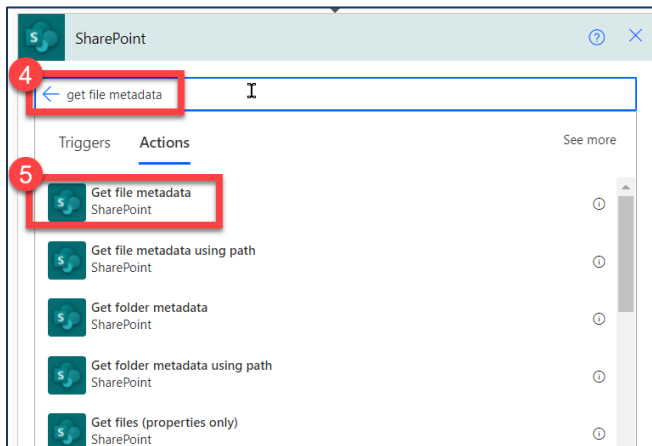 S SharePoint
4
get file metadata
Triggers Actions See more
5
S Get file metadata
SharePoint
S Get file metadata using path
SharePoint
S Get folder metadata
SharePoint
S Get folder metadata using path
SharePoint
S Get files (properties only)
SharePoint